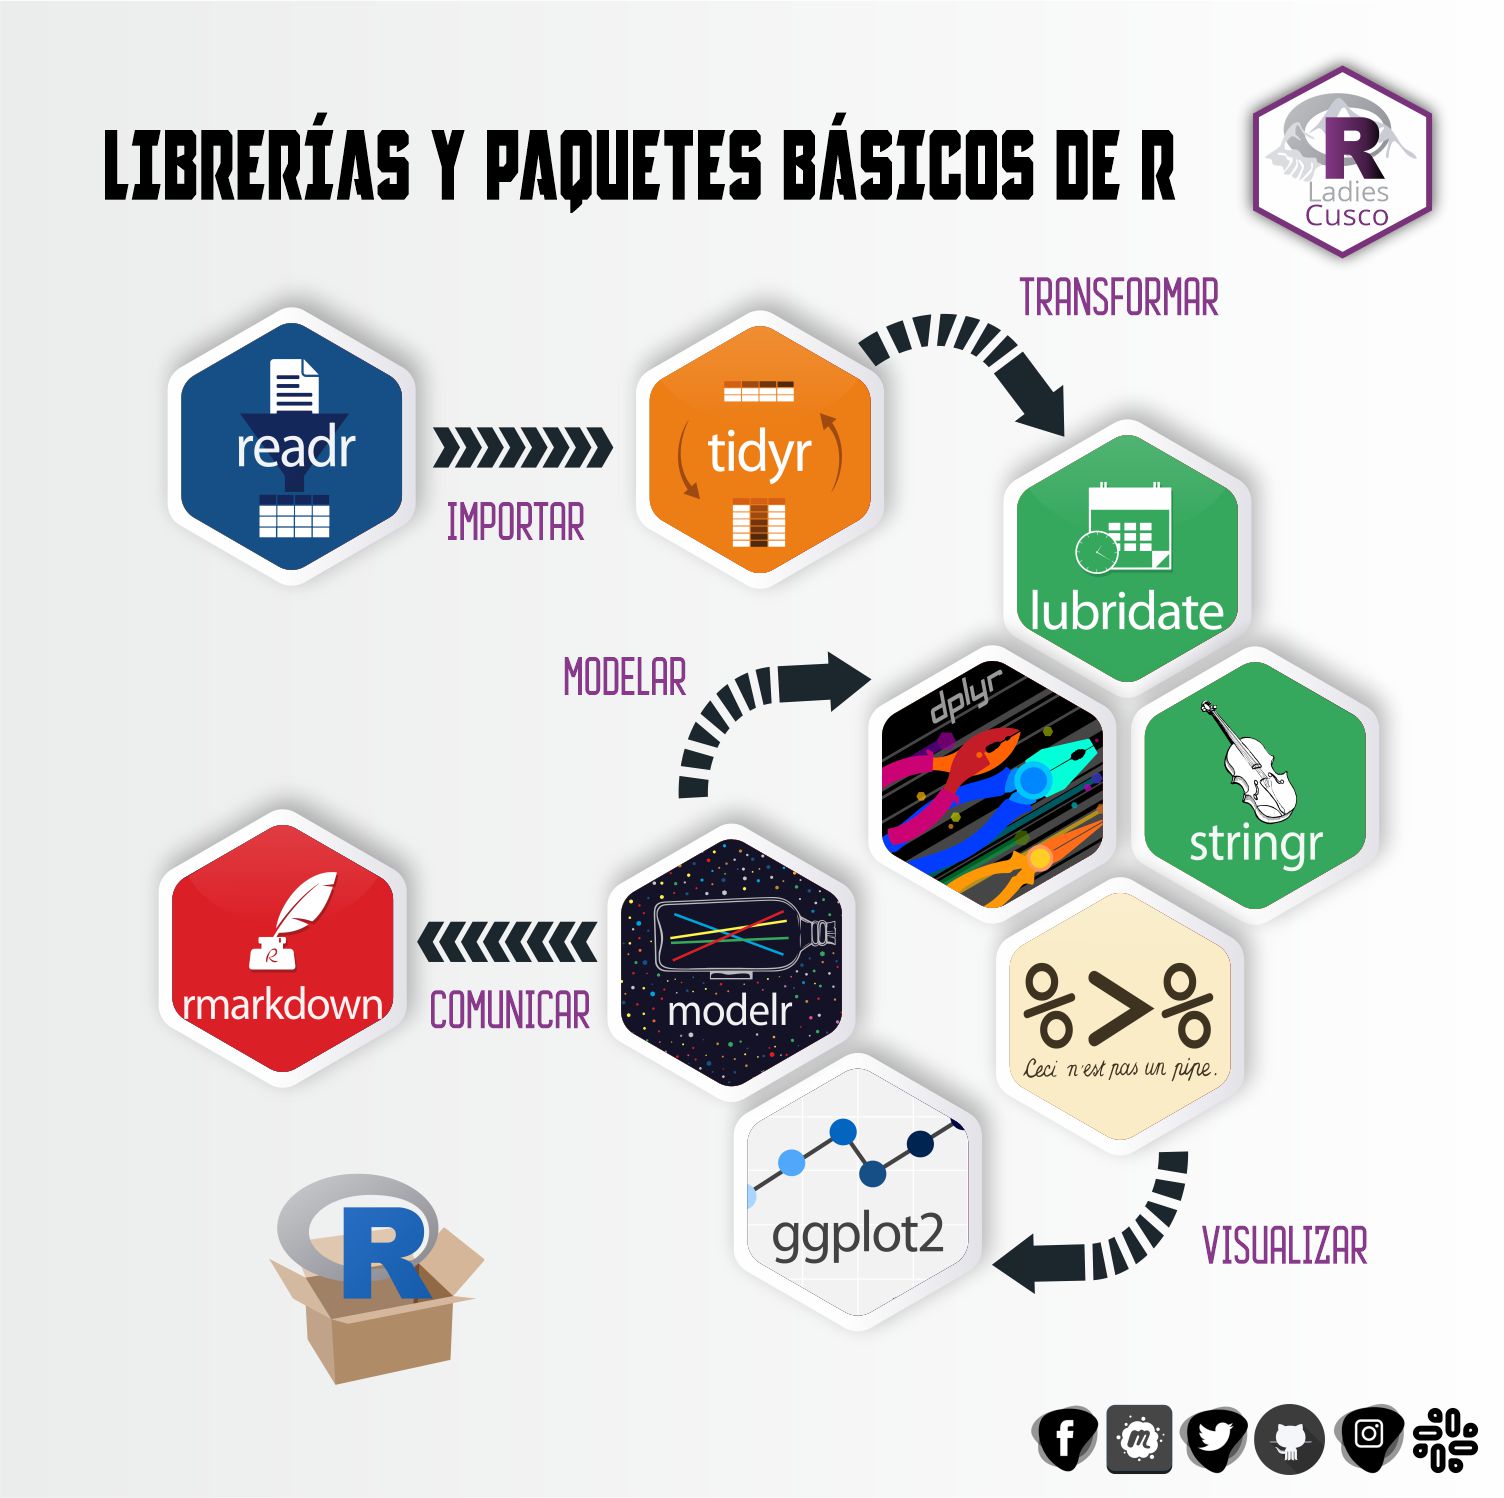 LIBRERÍAS Y PAQUETES BÁSICOS DE R
R
Ladies
Cusco
TRANSFORMAR
readr
IMPORTAR
tidyr
lubridate
MODELAR
dplyr
stringr
rmarkdown
R
COMUNICAR
modelr
%>%
Ceci n'est pas un pipe.
ggplot2
VISUALIZAR
R
f
m